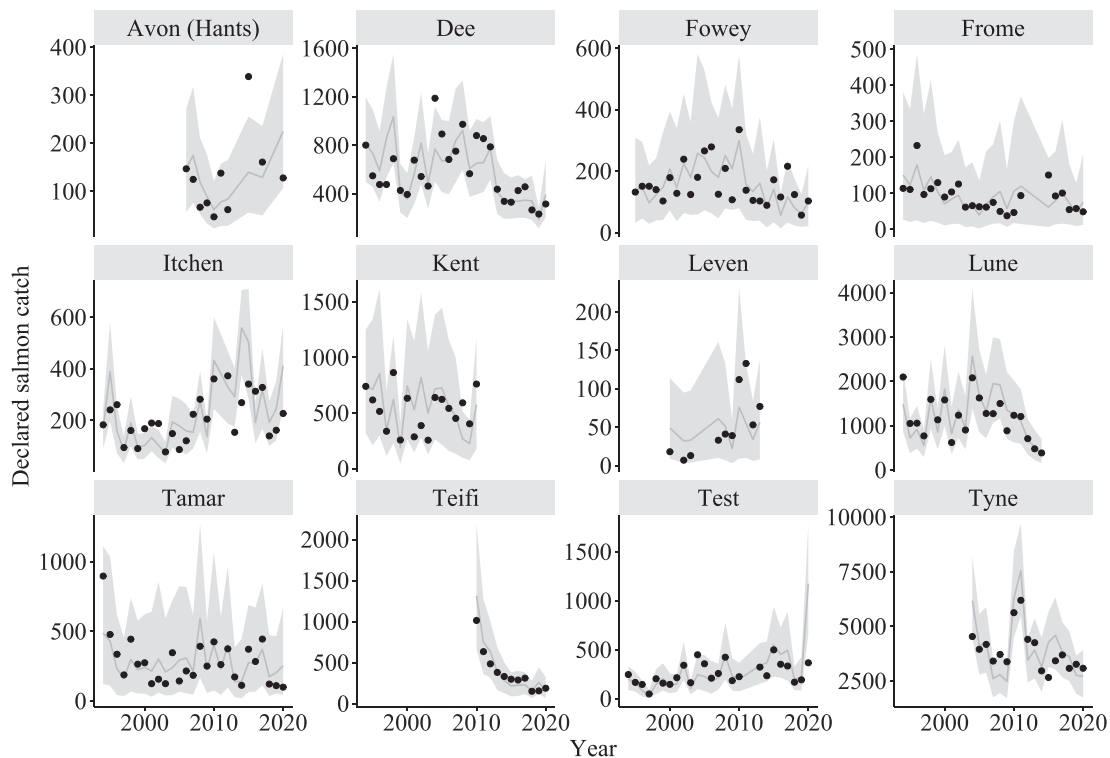 Avon (Hants) Dee Fowey Frome
400 300 200 100
1600 1200 800 400
600 400 200 0
500 400 300 200 100 0
Itchen Kent Leven Lune
600 400 200
1500 1000 500 0
200 150 100 50 0
4000 3000 2000 1000 0
Declared salmon catch
Tamar Teifi Test Tyne
1000 500 0
2000 1500 1000 500 0
1500 1000 500 0
10000 7500 5000 2500
2000 2010 2020 2000 2010 2020 2000 2010 2020 2000 2010 2020
Year